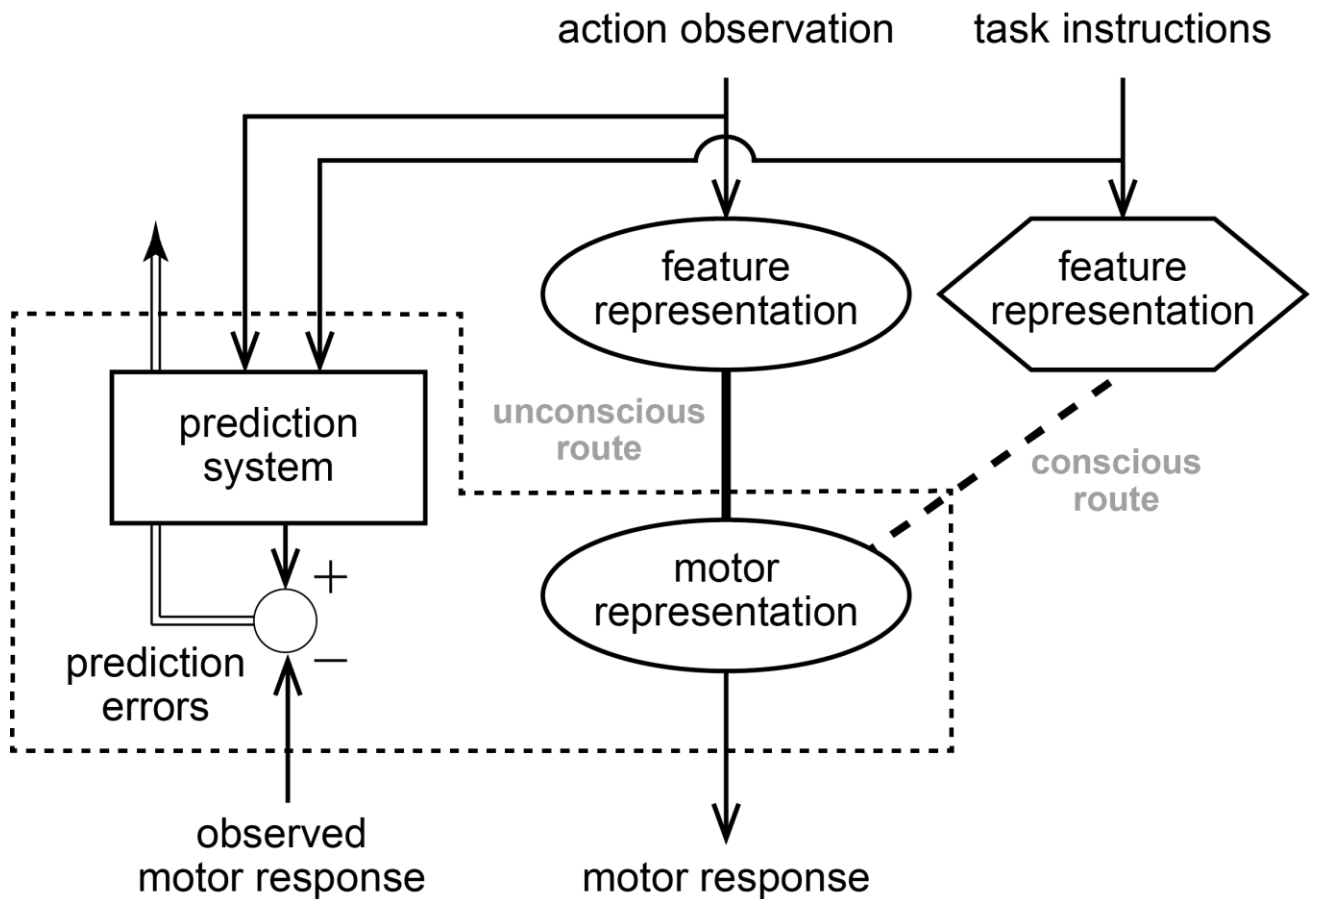 action observation
task instructions
feature
representation
feature
representation
prediction
system
unconscious
route
conscious
route
+
motor
representation
−
prediction
errors
observed
motor response
motor response